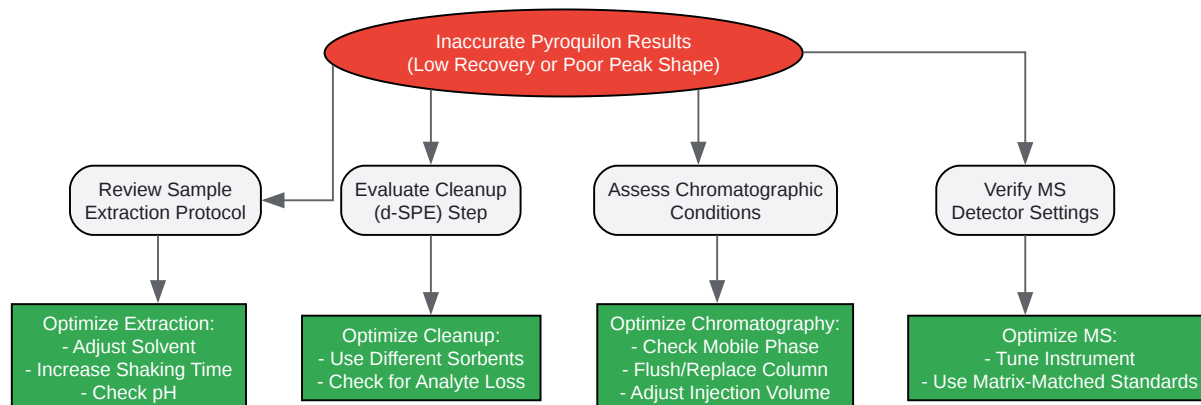 Inaccurate Pyroquilon Results
(Low Recovery or Poor Peak Shape)
Review Sample
Extraction Protocol
Evaluate Cleanup
(d-SPE) Step
Assess Chromatographic
Conditions
Verify MS
Detector Settings
Optimize Extraction:
- Adjust Solvent
- Increase Shaking Time
- Check pH
Optimize Cleanup:
- Use Different Sorbents
- Check for Analyte Loss
Optimize Chromatography:
- Check Mobile Phase
- Flush/Replace Column
- Adjust Injection Volume
Optimize MS:
- Tune Instrument
- Use Matrix-Matched Standards